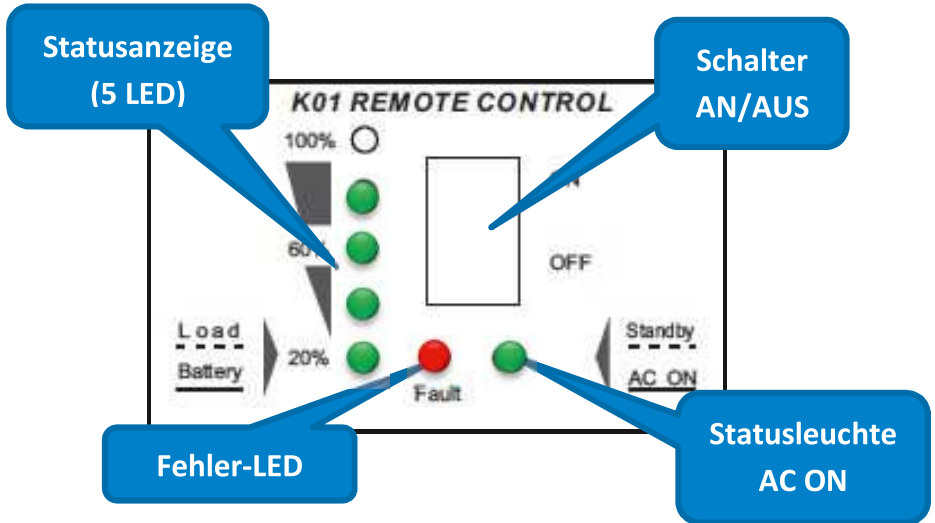 Statusanzeige
(5 LED)
Schalter
AN/AUS
K01 REMOTE CONTROL
100%
60%
OFF
Load
Battery
20%
Fault
Standby
AC ON
Fehler-LED
Statusleuchte
AC ON